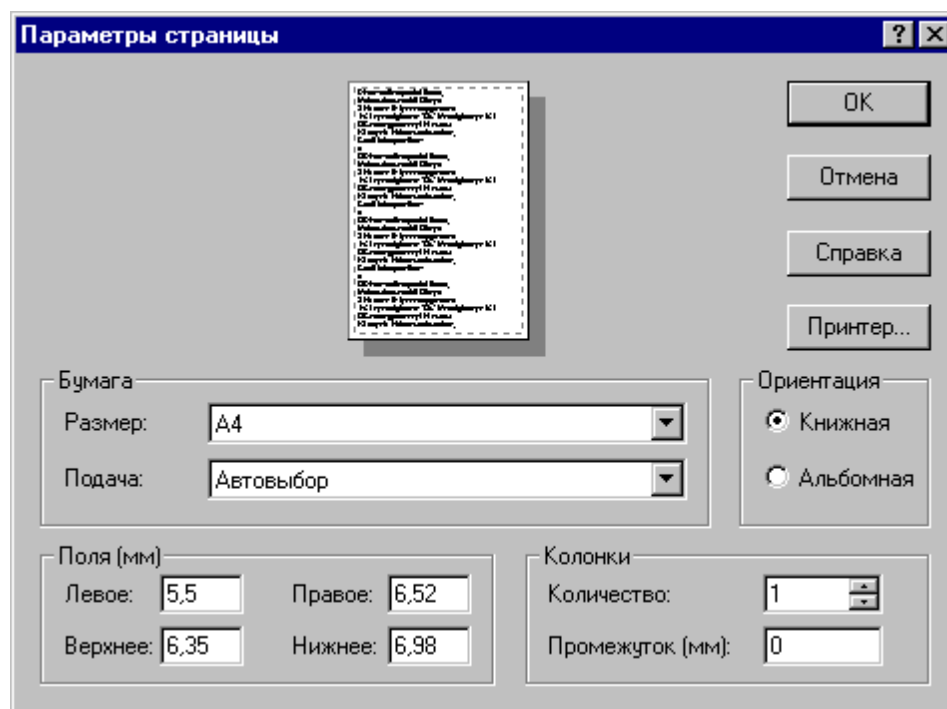 Параметры страницы
OK
Отмена
Справка
Принтер...
Бумага
Размер: A4
Подача: Автовыбор
Ориентация
Книжная
Альбомная
Поля (мм)
Левое: 5,5 Правое: 6,52
Верхнее: 6,35 Нижнее: 6,98
Колонки
Количество: 1
Промежуток (мм): 0